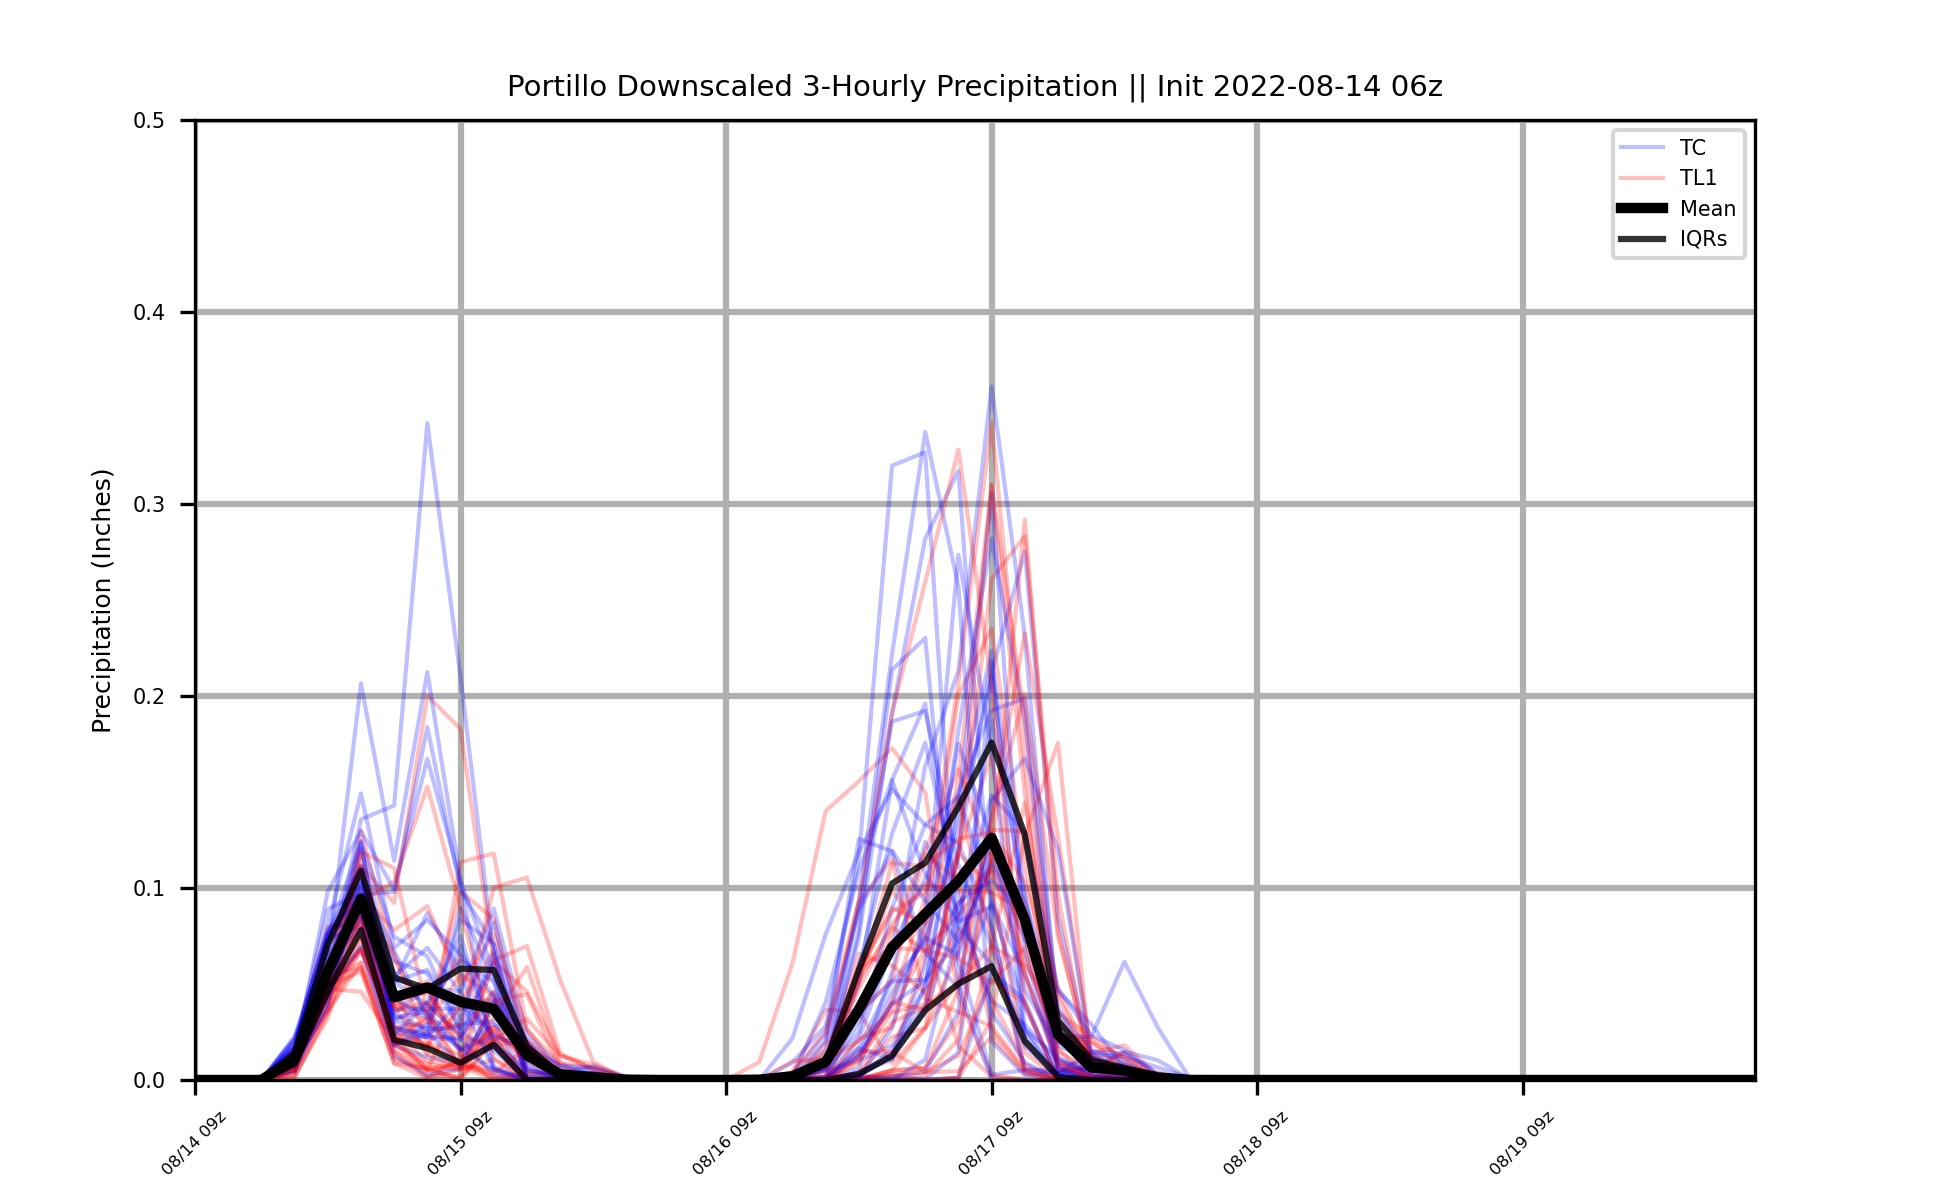 Portillo Downscaled 3-Hourly Precipitation || Init 2022-08-14 06z
0.5
0.4
0.3
0.2
0.1
0.0
Precipitation (Inches)
TC
TL1
Mean
IQRs
08/14 09z
08/15 09z
08/16 09z
08/17 09z
08/18 09z
08/19 09z